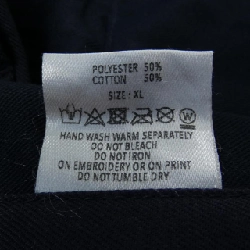 POLYESTER 50%
COTTON 50%
SIZE: XL
HAND WASH WARM SEPARATELY
DO NOT BLEACH
DO NOT IRON
ON EMBROIDERY OR ON PRINT
DO NOT TUMBLE DRY